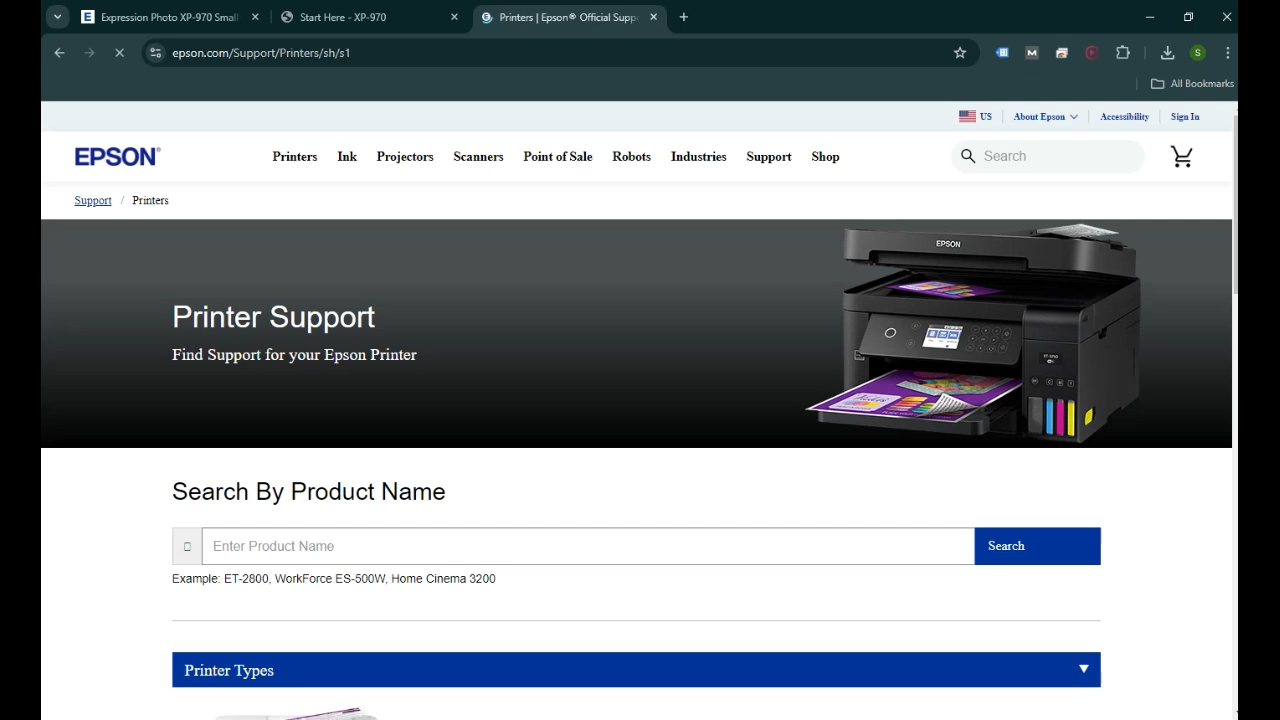 Expression Photo XP-970 Small
Start Here - XP-970
Printers | Epson® Official Supp
epson.com/Support/Printers/sh/s1
S
All Bookmarks
US
About Epson
Accessibility
Sign In
EPSON
Printers
Ink
Projectors
Scanners
Point of Sale
Robots
Industries
Support
Shop
Search
Support / Printers
EPSON
Printer Support
Find Support for your Epson Printer
Search By Product Name
Enter Product Name
Search
Example: ET-2800, WorkForce ES-500W, Home Cinema 3200
Printer Types